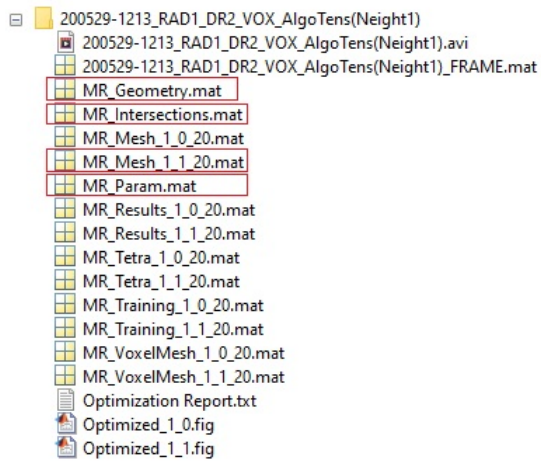 200529-1213_RAD1_DR2_VOX_AlgoTens(Neight1)
200529-1213_RAD1_DR2_VOX_AlgoTens(Neight1).avi
200529-1213_RAD1_DR2_VOX_AlgoTens(Neight1)_FRAME.mat
MR_Geometry.mat
MR_Intersections.mat
MR_Mesh_1_0_20.mat
MR_Mesh_1_1_20.mat
MR_Param.mat
MR_Results_1_0_20.mat
MR_Results_1_1_20.mat
MR_Tetra_1_0_20.mat
MR_Tetra_1_1_20.mat
MR_Training_1_0_20.mat
MR_Training_1_1_20.mat
MR_VoxelMesh_1_0_20.mat
MR_VoxelMesh_1_1_20.mat
Optimization Report.txt
Optimized_1_0.fig
Optimized_1_1.fig